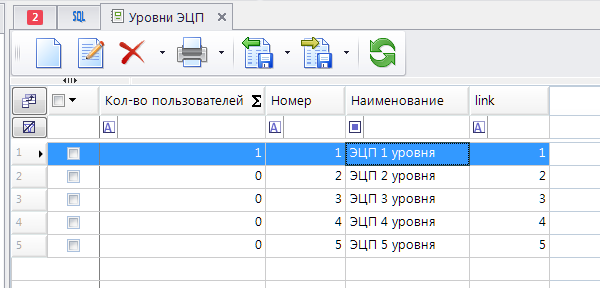 2 SQL Уровни ЭЦП
Кол-во пользователей Σ Номер Наименование link
A A A
1 1 1 ЭЦП 1 уровня 1
2 0 2 ЭЦП 2 уровня 2
3 0 3 ЭЦП 3 уровня 3
4 0 4 ЭЦП 4 уровня 4
5 0 5 ЭЦП 5 уровня 5